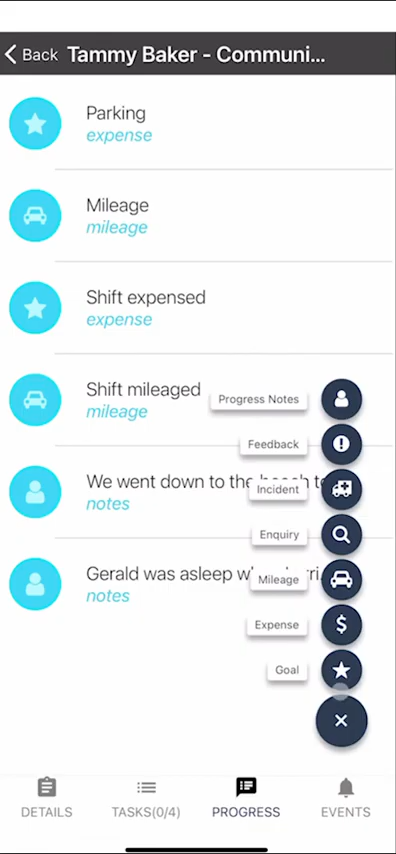 Back Tammy Baker - Communi...
Parking
expense
Mileage
mileage
Shift expensed
expense
Shift mileaged
mileage
Progress Notes
Feedback
We went down to the
notes
Incident
Enquiry
Gerald was asleep
notes
Mileage
Expense
Goal
DETAILS
TASKS(0/4)
PROGRESS
EVENTS